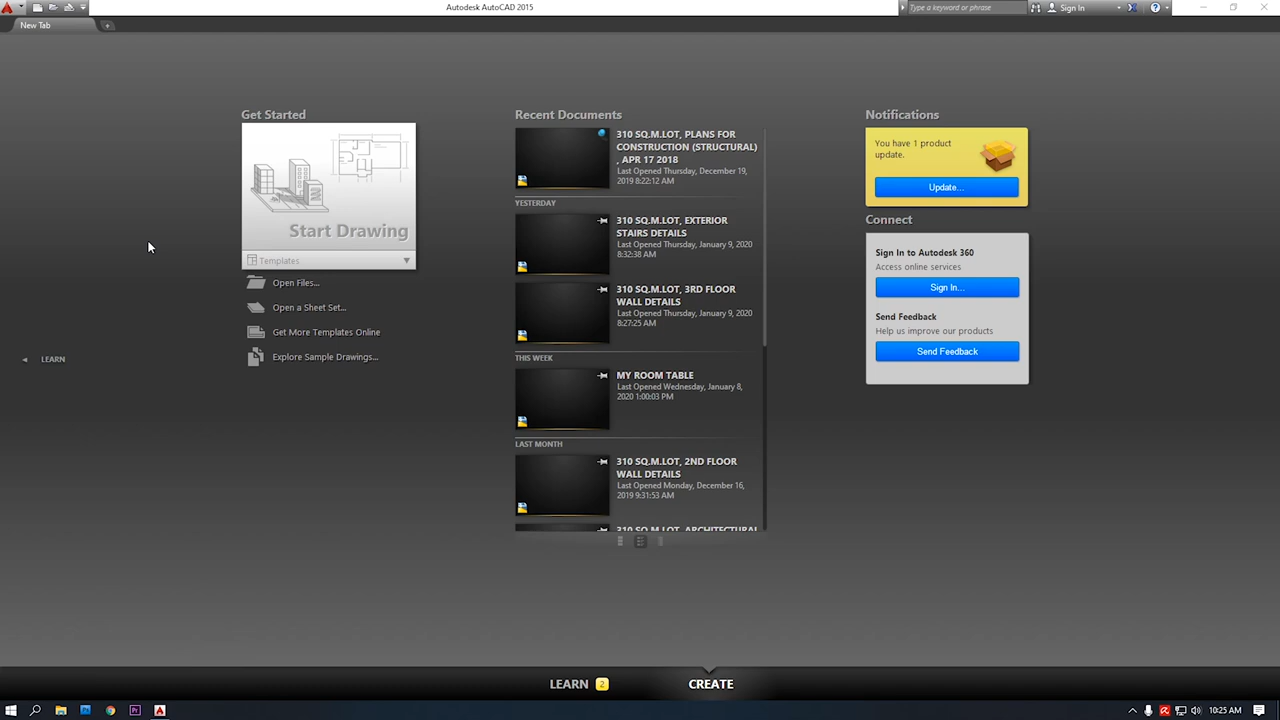 Autodesk AutoCAD 2015
Type a keyword or phrase
Sign In
New Tab
Get Started
Start Drawing
Templates
Open Files...
Open a Sheet Set...
Get More Templates Online
Explore Sample Drawings...
LEARN
Recent Documents
310 SQ.M.LOT, PLANS FOR
CONSTRUCTION (STRUCTURAL)
, APR 17 2018
Last Opened Thursday, December 19,
2019 8:22:12 AM
YESTERDAY
310 SQ.M.LOT, EXTERIOR
STAIRS DETAILS
Last Opened Thursday, January 9, 2020
8:32:38 AM
310 SQ.M.LOT, 3RD FLOOR
WALL DETAILS
Last Opened Thursday, January 9, 2020
8:27:25 AM
THIS WEEK
MY ROOM TABLE
Last Opened Wednesday, January 8,
2020 1:00:03 PM
LAST MONTH
310 SQ.M.LOT, 2ND FLOOR
WALL DETAILS
Last Opened Monday, December 16,
2019 9:31:53 AM
310 SQ.M.LOT, ARCHITECTURAL
Notifications
You have 1 product
update.
Update...
Connect
Sign In to Autodesk 360
Access online services
Sign In...
Send Feedback
Help us improve our products
Send Feedback
LEARN 2
CREATE
10:25 AM